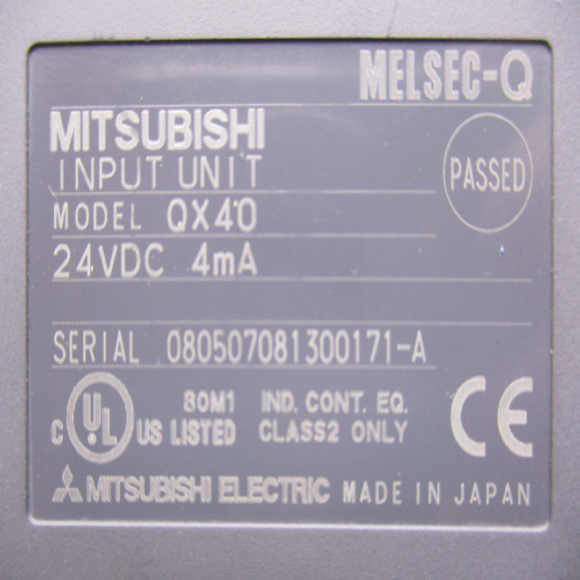 MELSEC-Q
MITSUBISHI
INPUT UNIT
PASSED
MODEL QX40
24VDC 4mA
SERIAL 080507081300171-A
C UL US LISTED 80M1 IND. CONT. EQ.
CLASS2 ONLY
CE
MITSUBISHI ELECTRIC MADE IN JAPAN